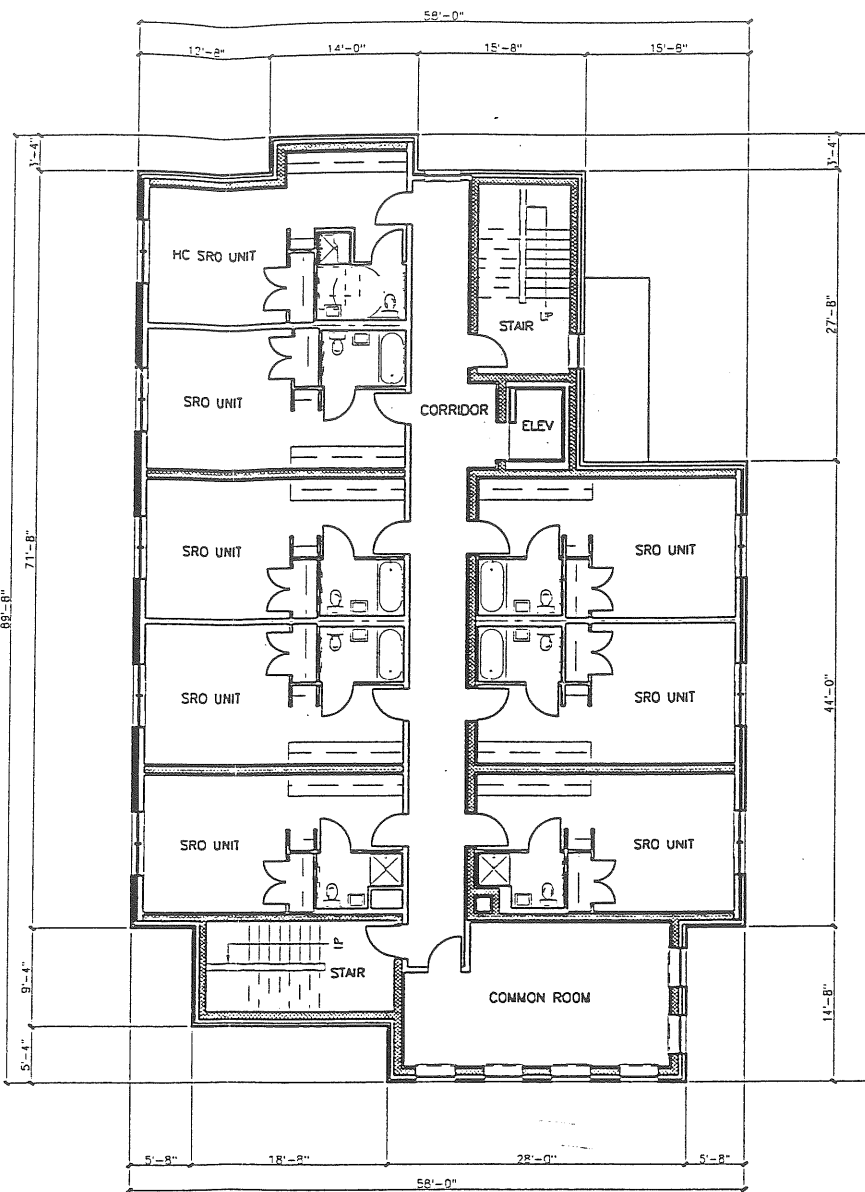 58'-0"
12'-8" 14'-0" 15'-8" 15'-8"
3'-4"
3'-4"
HC SRO UNIT
STAIR
UP
27'-8"
SRO UNIT
CORRIDOR
ELEV
71'-8"
89'-8"
SRO UNIT
SRO UNIT
SRO UNIT
SRO UNIT
44'-0"
SRO UNIT
SRO UNIT
UP
STAIR
COMMON ROOM
9'-4"
14'-8"
5'-4"
5'-8" 18'-8" 28'-0" 5'-8"
58'-0"